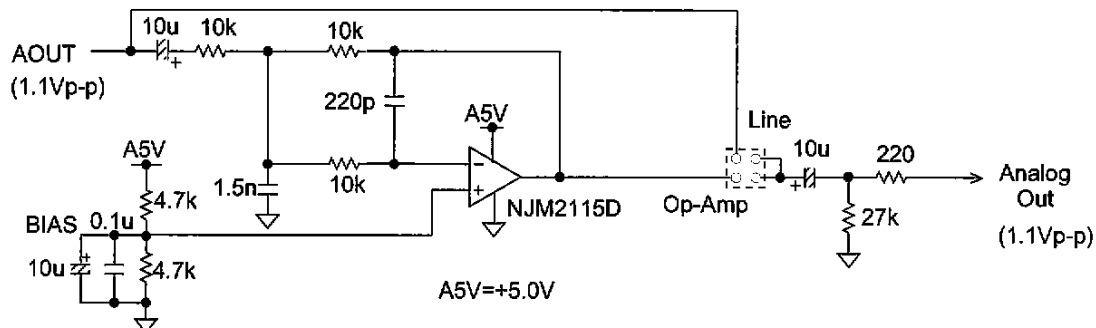 10u
10k
10k
AOUT
(1.1Vp-p)
220p
A5V
Line
A5V
10k
10u
220
Analog
Out
(1.1Vp-p)
1.5n
4.7k
NJM2115D
Op-Amp
27k
BIAS
0.1u
10u
4.7k
A5V=+5.0V